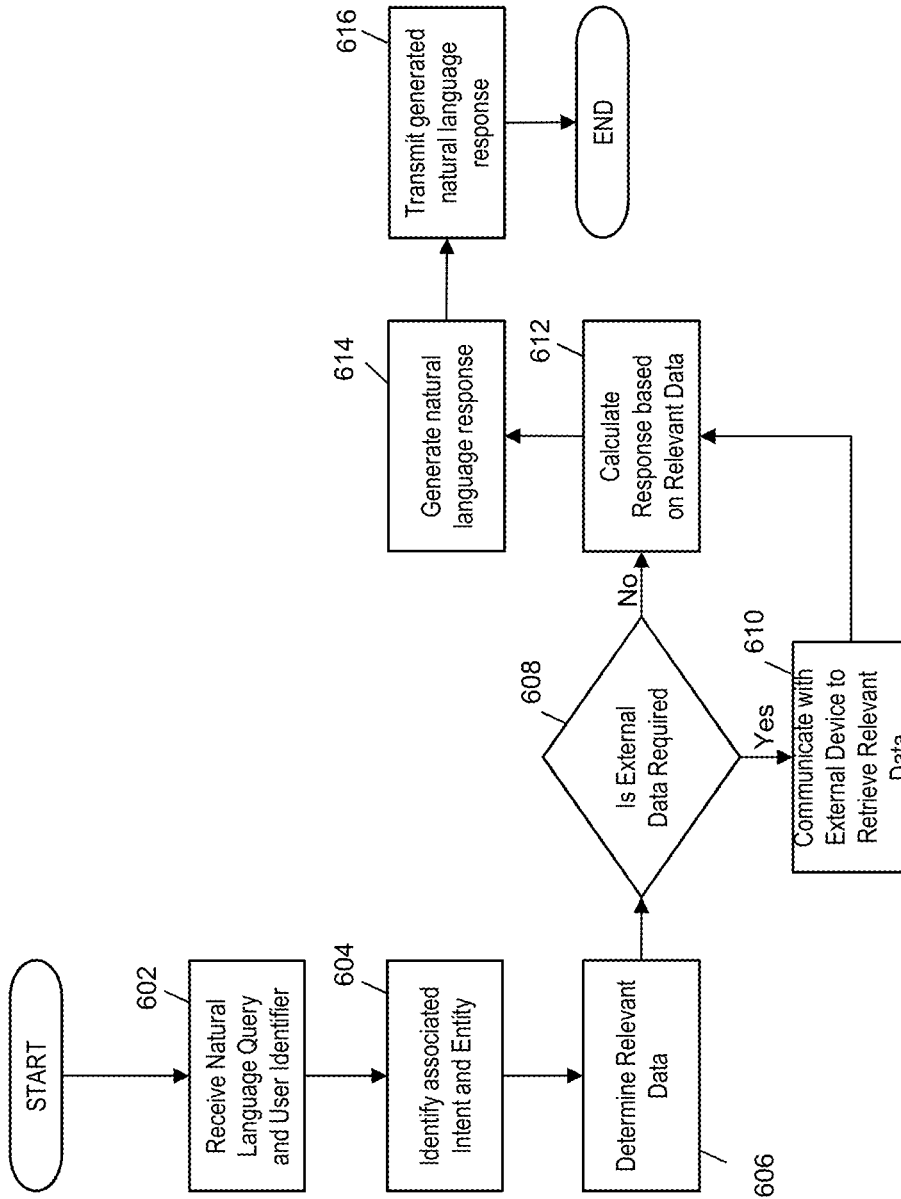 START
602
Receive Natural
Language Query
and User Identifier
604
Identify associated
Intent and Entity
606
Determine Relevant
Data
608
Is External
Data Required
Yes
No
610
Communicate with
External Device to
Retrieve Relevant
Data
612
Calculate
Response based
on Relevant Data
614
Generate natural
language response
616
Transmit generated
natural language
response
END